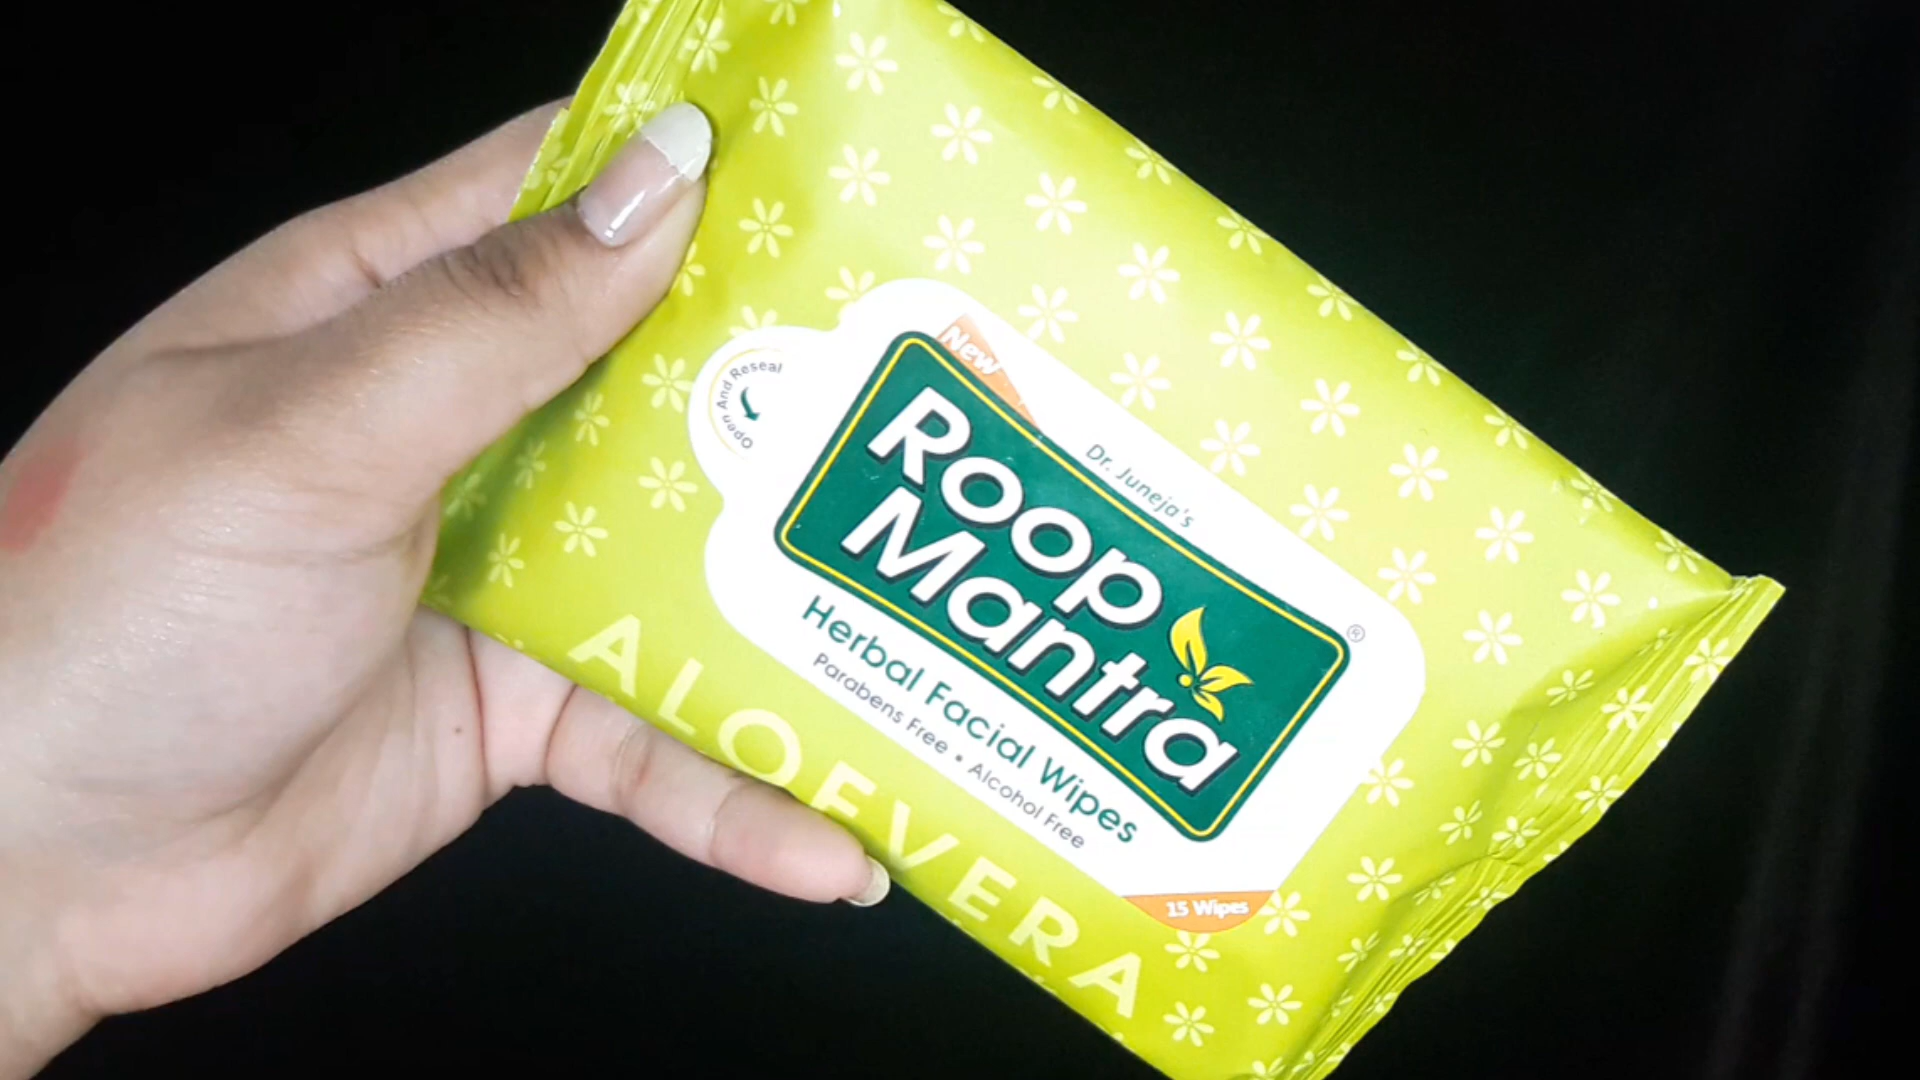 New
Open And Reseal
Dr. Juneja's
Roop
Mantra
®
Herbal Facial Wipes
Parabens Free • Alcohol Free
15 Wipes
ALOEVERA